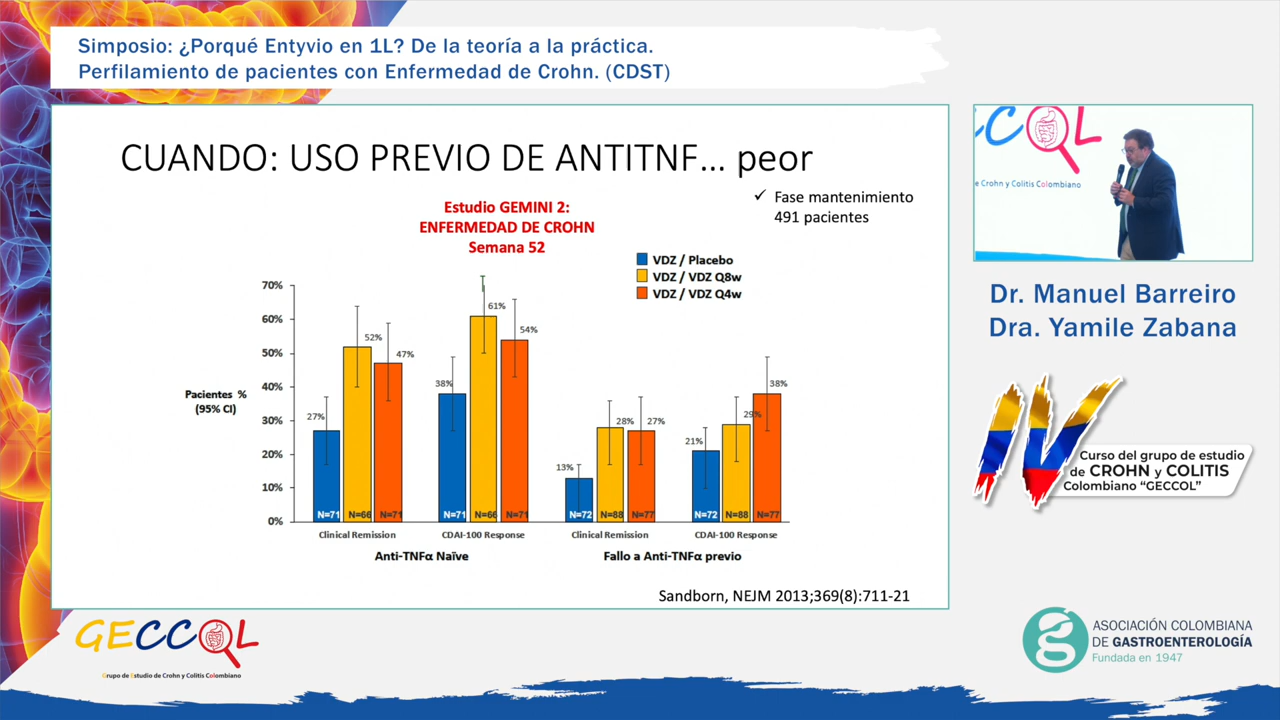 Simposio: ¿Porqué Entyvio en 1L? De la teoría a la práctica.
Perfilamiento de pacientes con Enfermedad de Crohn. (CDST)
CUANDO: USO PREVIO DE ANTITNF... peor
✓ Fase mantenimiento
491 pacientes
Estudio GEMINI 2:
ENFERMEDAD DE CROHN
Semana 52
VDZ / Placebo
VDZ / VDZ Q8w
VDZ / VDZ Q4w
Pacientes %
(95% CI)
70%
60%
50%
40%
30%
20%
10%
0%
27%
52%
47%
38%
61%
54%
13%
28%
27%
21%
29%
38%
N=71
N=66
N=71
N=71
N=66
N=71
N=72
N=88
N=77
N=72
N=88
N=77
Clinical Remission
CDAI-100 Response
Clinical Remission
CDAI-100 Response
Anti-TNFα Naïve
Fallo a Anti-TNFα previo
Sandborn, NEJM 2013;369(8):711-21
e Crohn y Colitis Colombiano
Dr. Manuel Barreiro
Dra. Yamile Zabana
IV
Curso del grupo de estudio
de CROHN y COLITIS
Colombiano “GECCOL”
GECCOL
Grupo de Estudio de Crohn y Colitis Colombiano
ASOCIACIÓN COLOMBIANA
DE GASTROENTEROLOGÍA
Fundada en 1947